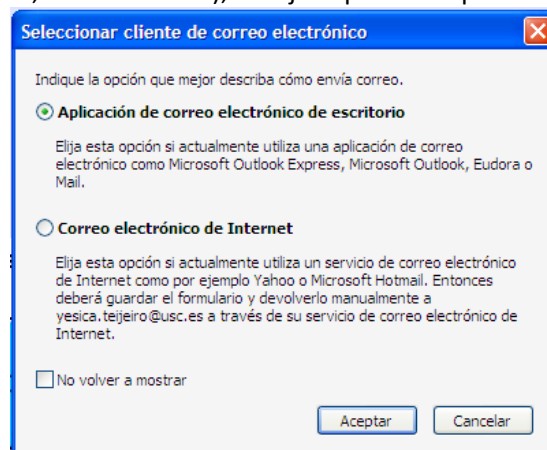 Seleccionar cliente de correo electrónico
Indique la opción que mejor describa cómo envía correo.
Aplicación de correo electrónico de escritorio
Elija esta opción si actualmente utiliza una aplicación de correo
electrónico como Microsoft Outlook Express, Microsoft Outlook, Eudora o
Mail.
Correo electrónico de Internet
Elija esta opción si actualmente utiliza un servicio de correo electrónico
de Internet como por ejemplo Yahoo o Microsoft Hotmail. Entonces
deberá guardar el formulario y devolverlo manualmente a
yesica.teijeiro@usc.es a través de su servicio de correo electrónico de
Internet.
No volver a mostrar
Aceptar Cancelar